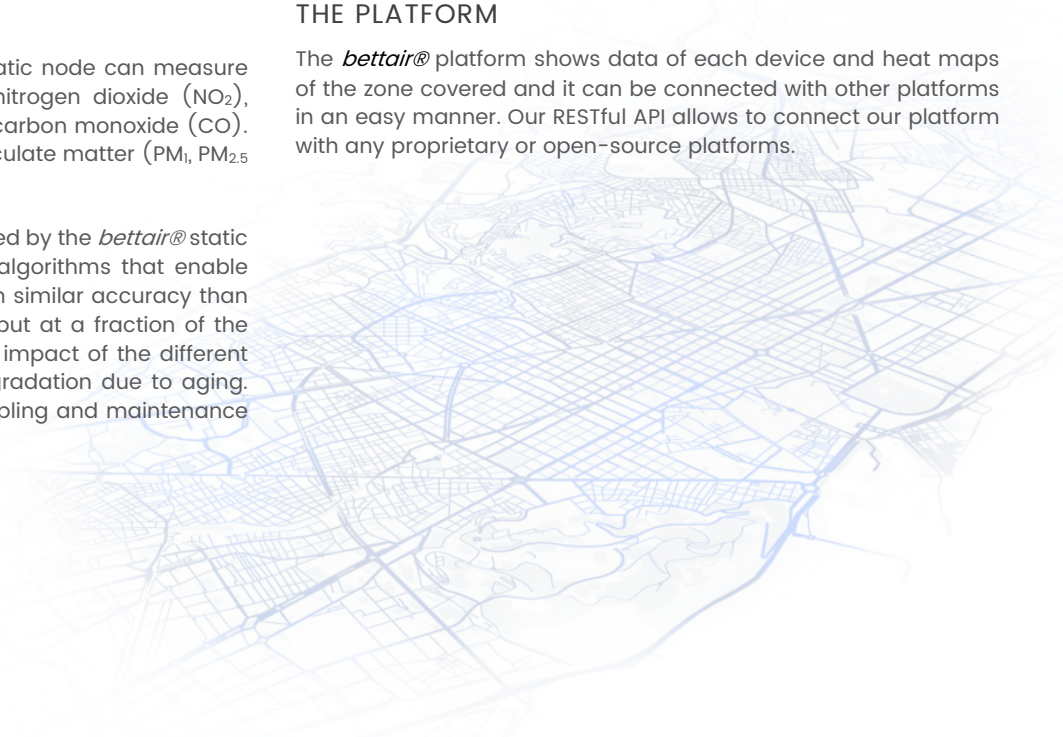 atic node can measure
nitrogen dioxide (NO₂),
carbon monoxide (CO).
culate matter (PM₁, PM₂.₅
ed by the bettair® static
algorithms that enable
similar accuracy than
but at a fraction of the
impact of the different
gradation due to aging.
pling and maintenance
THE PLATFORM
The bettair® platform shows data of each device and heat maps
of the zone covered and it can be connected with other platforms
in an easy manner. Our RESTful API allows to connect our platform
with any proprietary or open-source platforms.